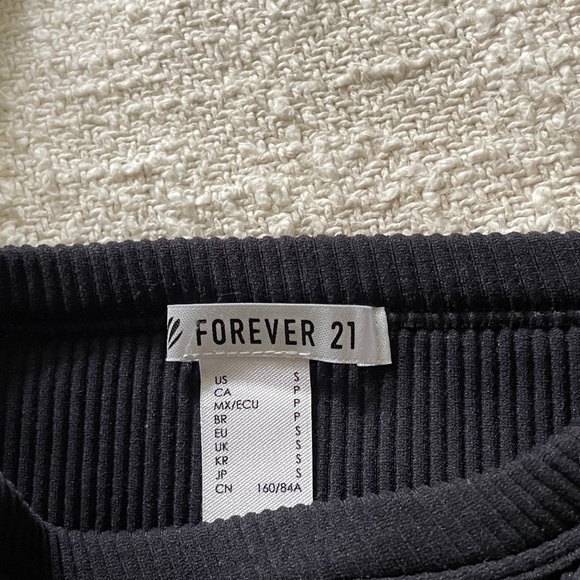 FOREVER 21
US S
CA P
MX/ECU P
BR P
EU S
UK S
KR S
JP S
CN 160/84A